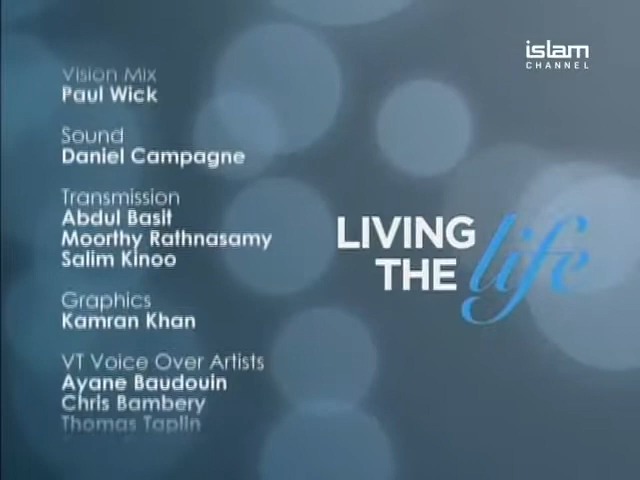 islam
CHANNEL
Vision Mix
Paul Wick
Sound
Daniel Campagne
Transmission
Abdul Basit
Moorthy Rathnasamy
Salim Kinoo
Graphics
Kamran Khan
VT Voice Over Artists
Ayane Baudouin
Chris Bambery
Thomas Taplin
LIVING
THE life